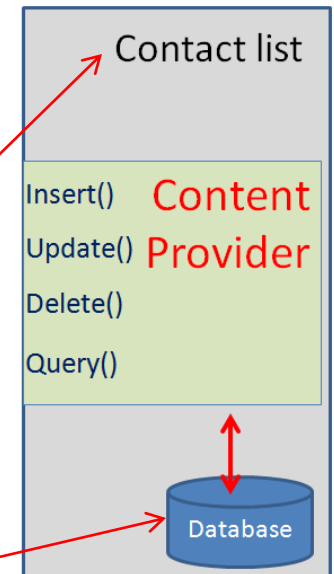 Contact list
Insert() Content
Update() Provider
Delete()
Query()
Database